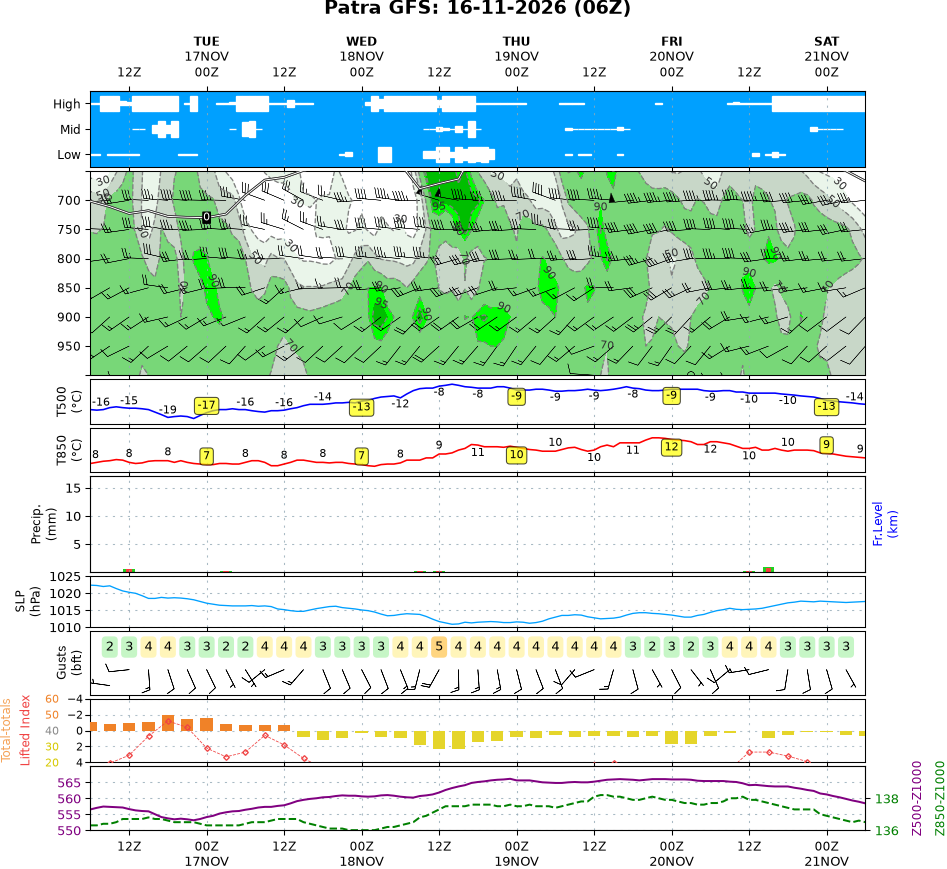 Patra GFS: 16-11-2026 (06Z)
TUE WED THU FRI SAT
17NOV 18NOV 19NOV 20NOV 21NOV
12Z 00Z 12Z 00Z 12Z 00Z 12Z 00Z 12Z 00Z
High
Mid
Low
700
750
800
850
900
950
0
T500
(°C)
-16 -15 -19 -17 -16 -16 -14 -13 -12 -8 -8 -9 -9 -8 -9 -9 -10 -10 -13 -14
T850
(°C)
8 8 8 7 8 8 8 7 8 9 11 10 10 10 11 12 12 10 10 9 9
Precip.
(mm)
15
10
5
Fr.Level
(km)
SLP
(hPa)
1025
1020
1015
1010
Gusts
(bft)
2 3 4 4 3 3 2 2 4 4 4 3 3 3 3 4 4 5 4 4 4 4 4 4 4 4 4 3 2 3 2 3 4 4 4 3 3 3 3
Total-totals
Lifted Index
60 −4
50 −2
40 0
30 2
20 4
565
560
555
550
138
136
Z500-Z1000
Z850-Z1000
12Z 00Z 12Z 00Z 12Z 00Z 12Z 00Z 12Z 00Z
17NOV 18NOV 19NOV 20NOV 21NOV